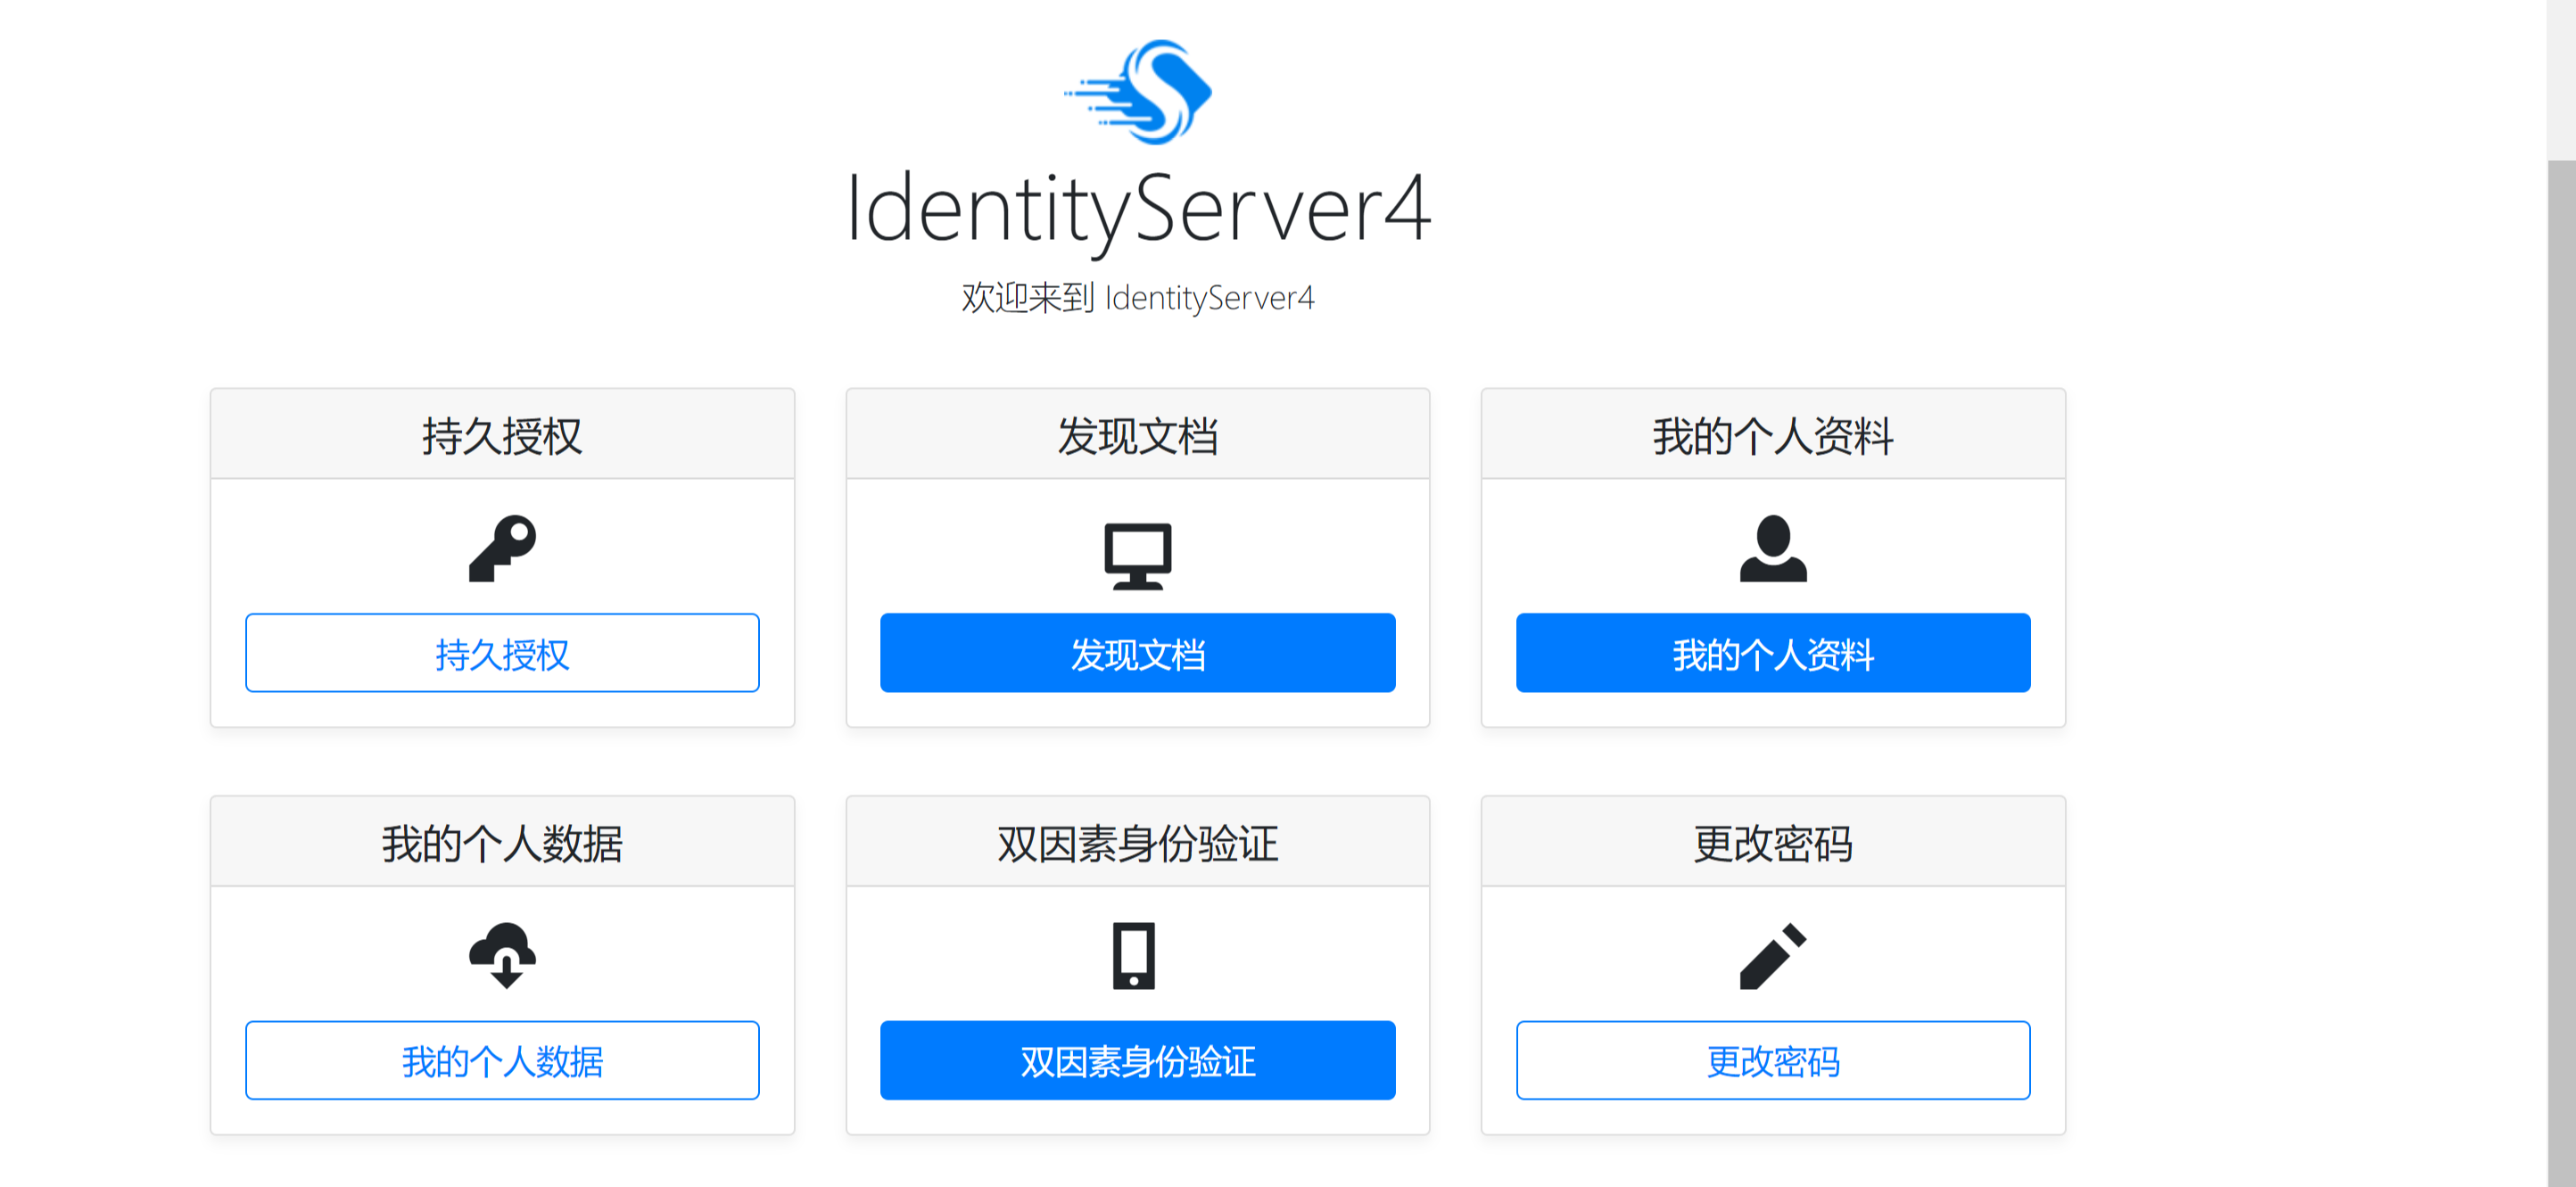 IdentityServer4
欢迎来到 IdentityServer4
持久授权
发现文档
我的个人资料
持久授权
发现文档
我的个人资料
我的个人数据
双因素身份验证
更改密码
我的个人数据
双因素身份验证
更改密码